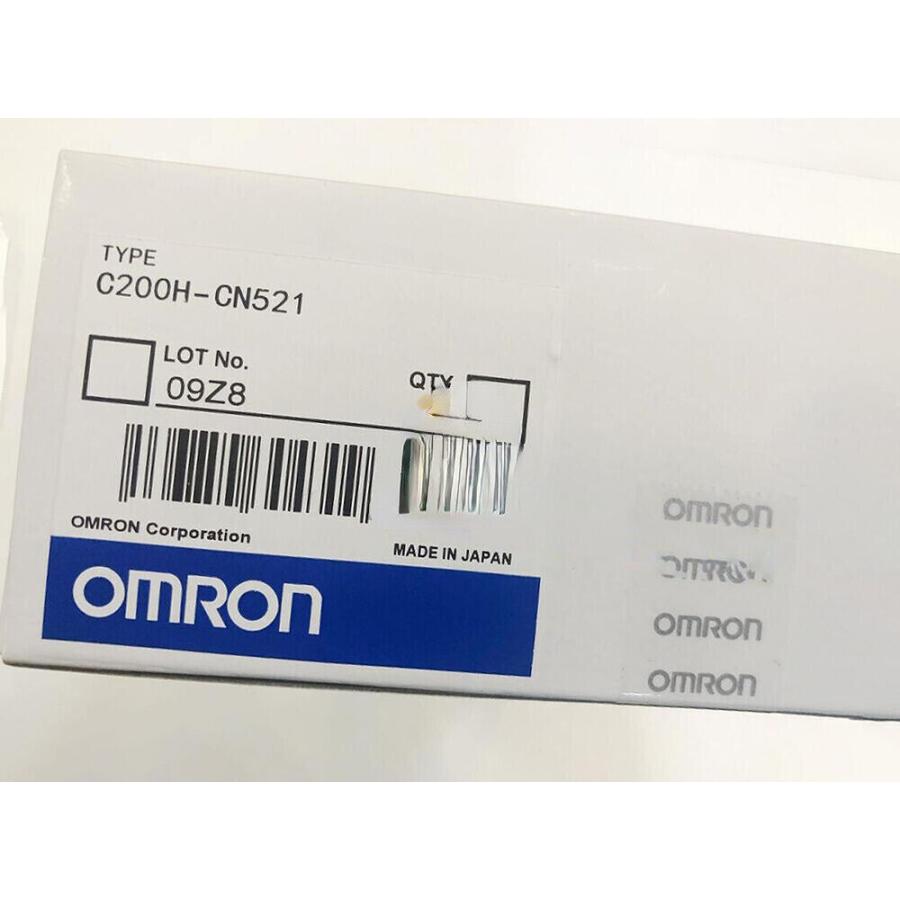 TYPE
C200H-CN521
LOT No.
09Z8
QTY
OMRON Corporation
MADE IN JAPAN
OMRON
OMRON
OMRON
OMRON